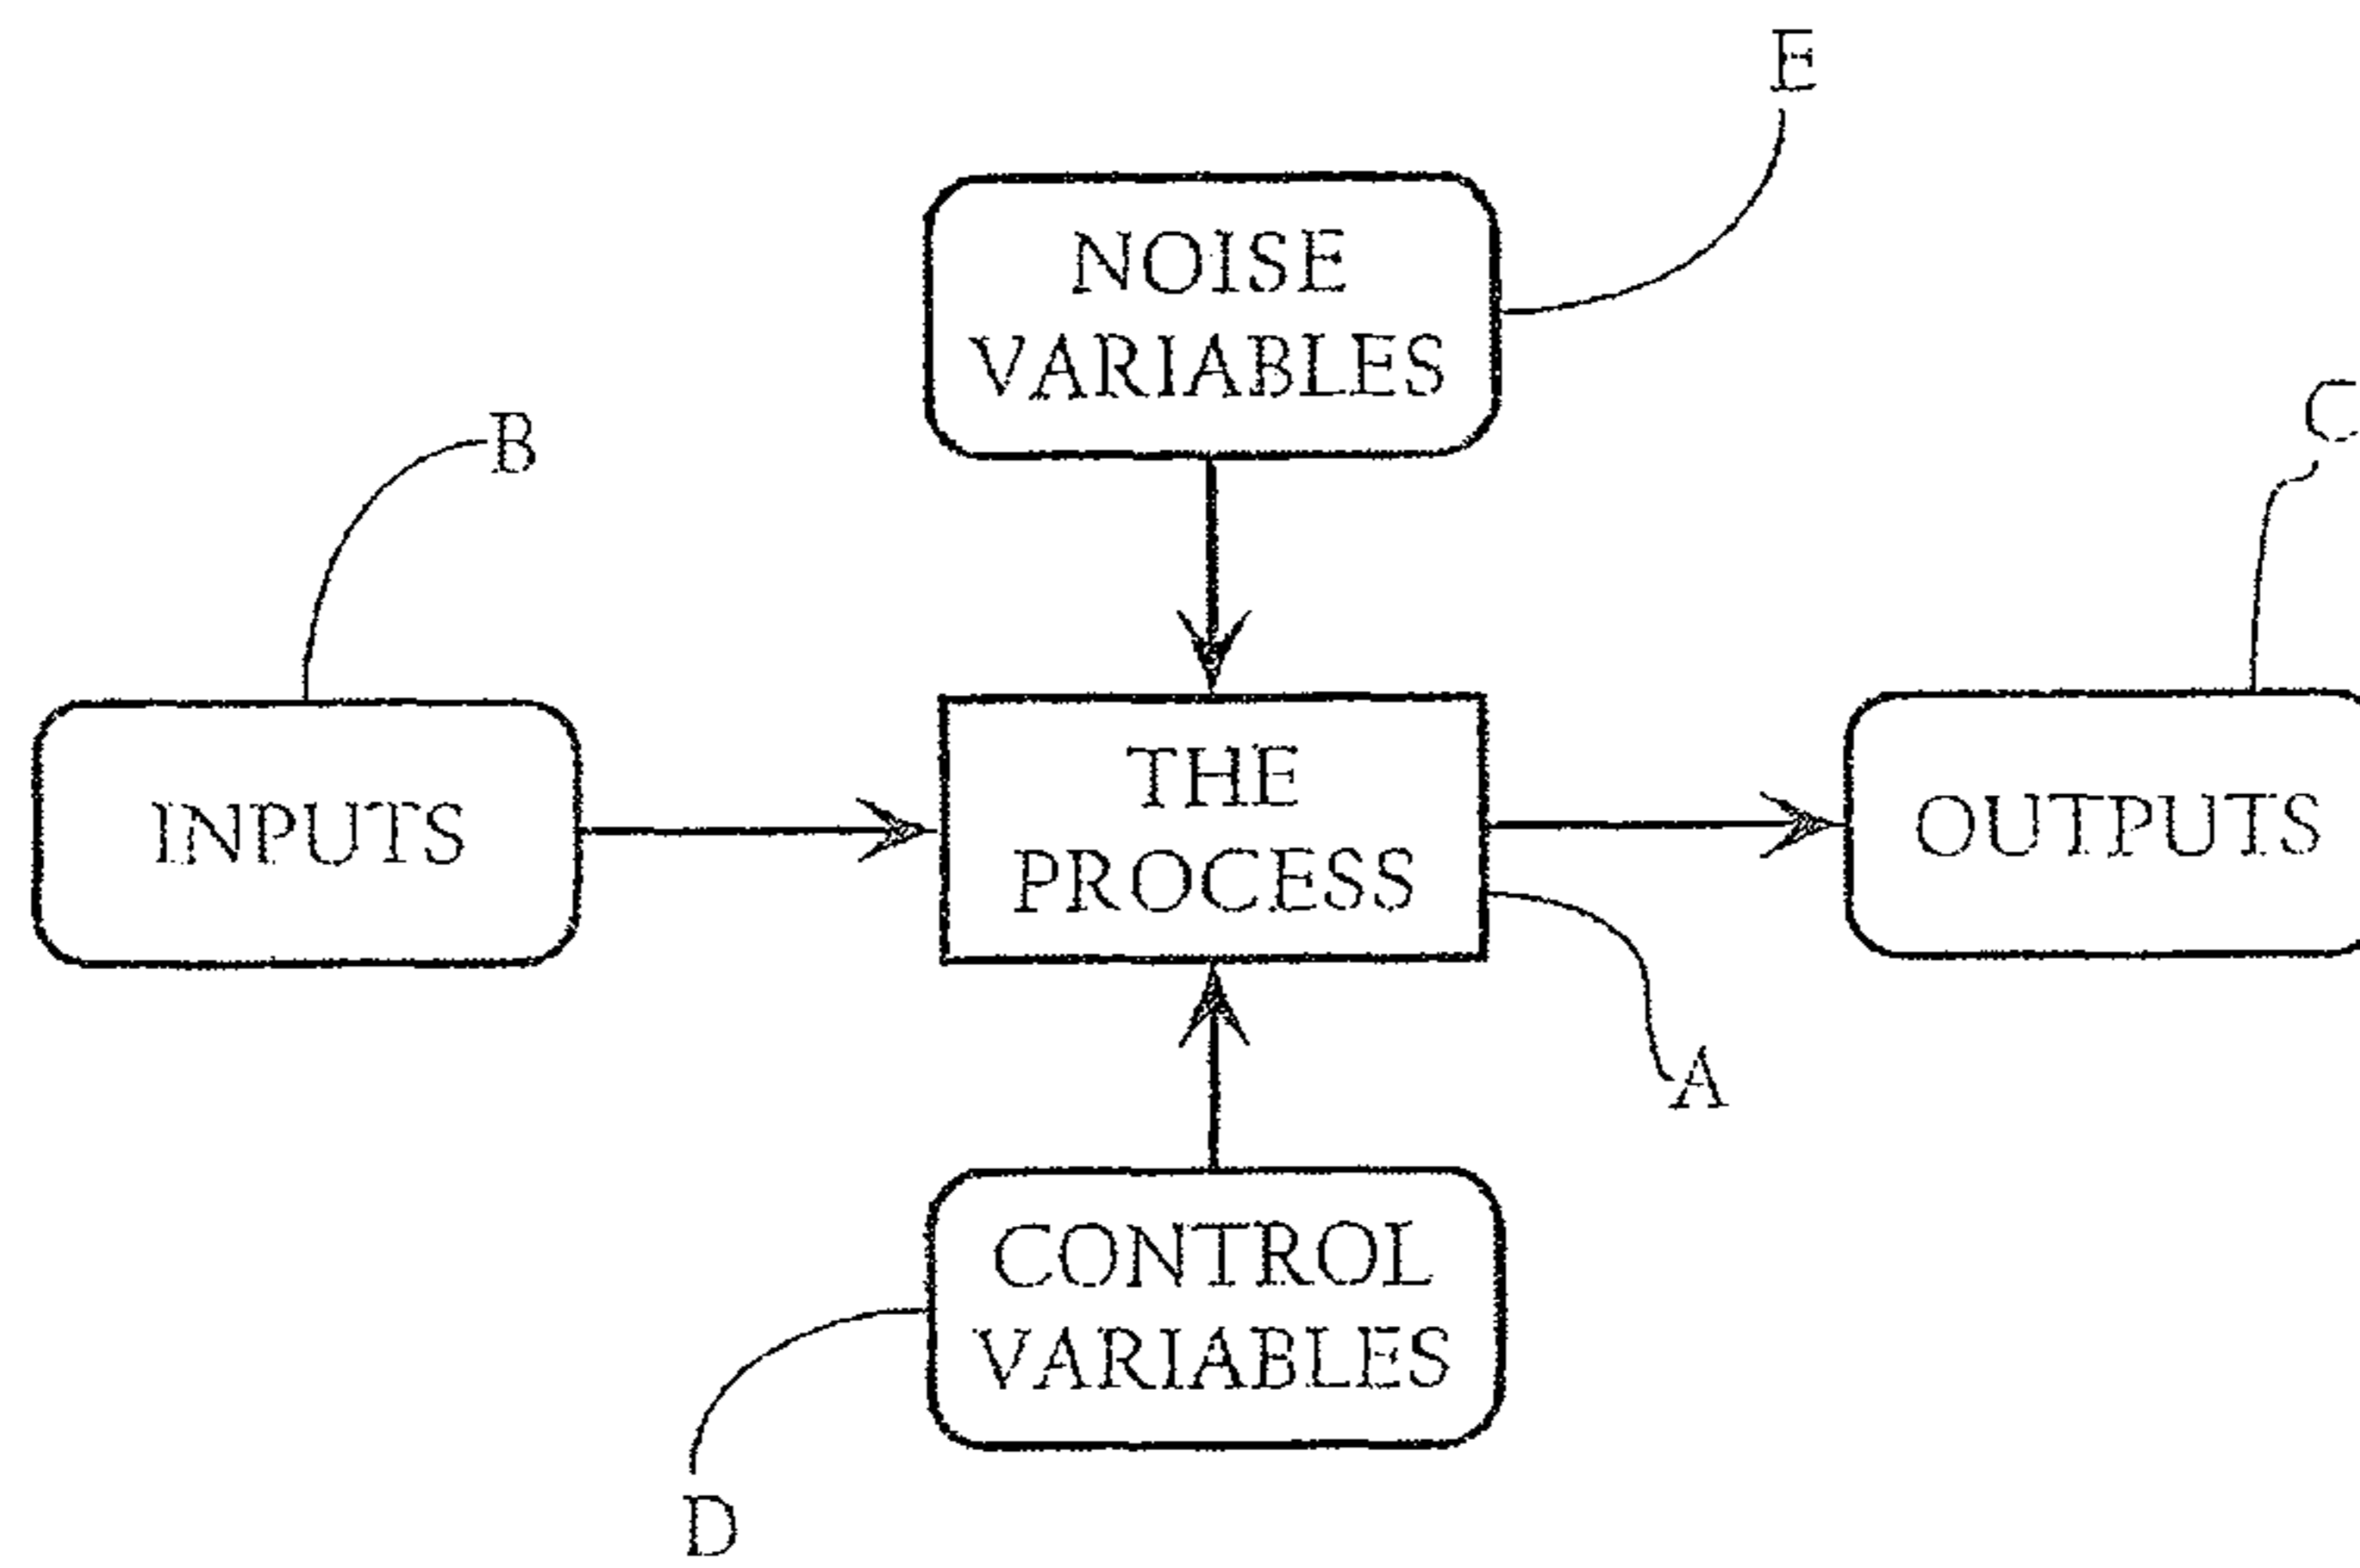 E
NOISE
VARIABLES
B
C
INPUTS
THE
PROCESS
OUTPUTS
A
CONTROL
VARIABLES
D